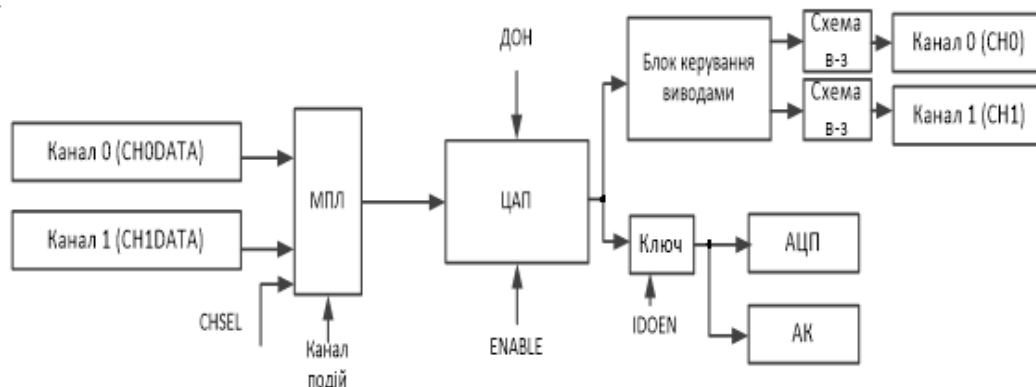 ДОН
Блок керування
виводами
Схема
в-з
Канал 0 (CH0)
Схема
в-з
Канал 1 (CH1)
Канал 0 (CH0DATA)
МПЛ
ЦАП
Канал 1 (CH1DATA)
Ключ
АЦП
CHSEL
Канал
подій
ENABLE
IDOEN
АК